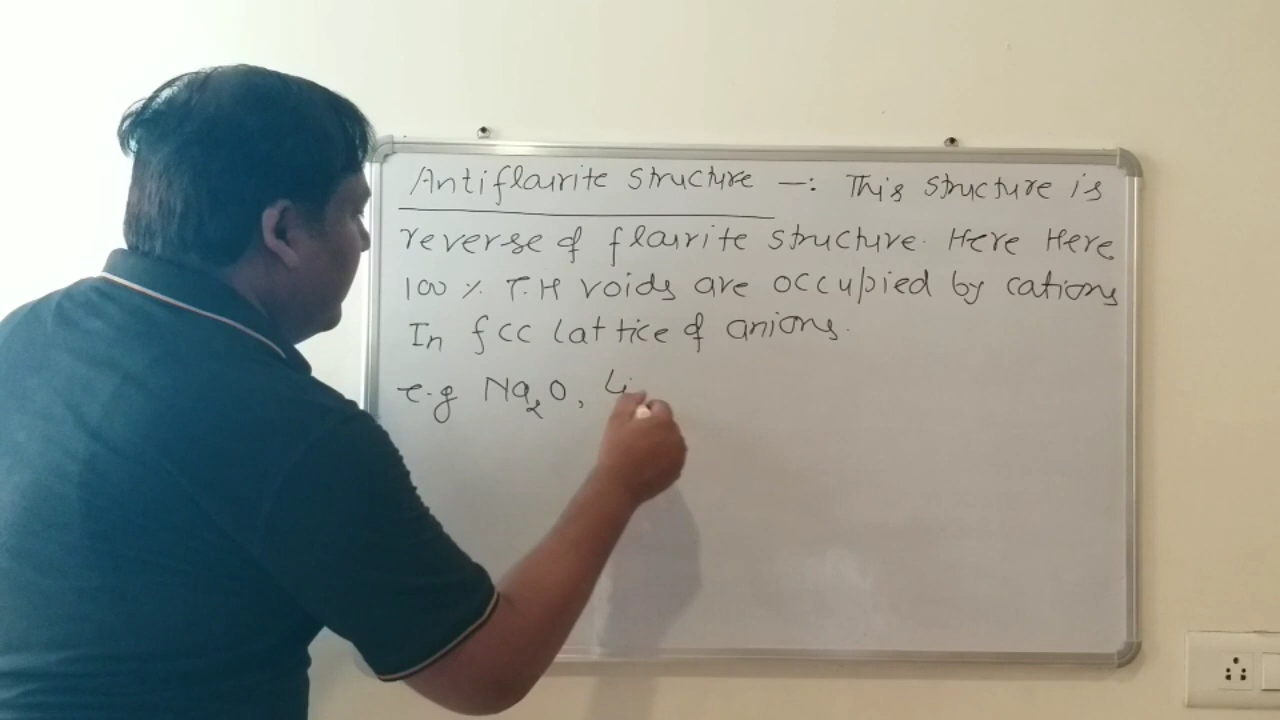 Antiflourite structure —: This structure is
reverse of flourite structure. Here Here
100 % T.H voids are occupied by cations
In fcc lattice of anions.
e.g Na2O, Li